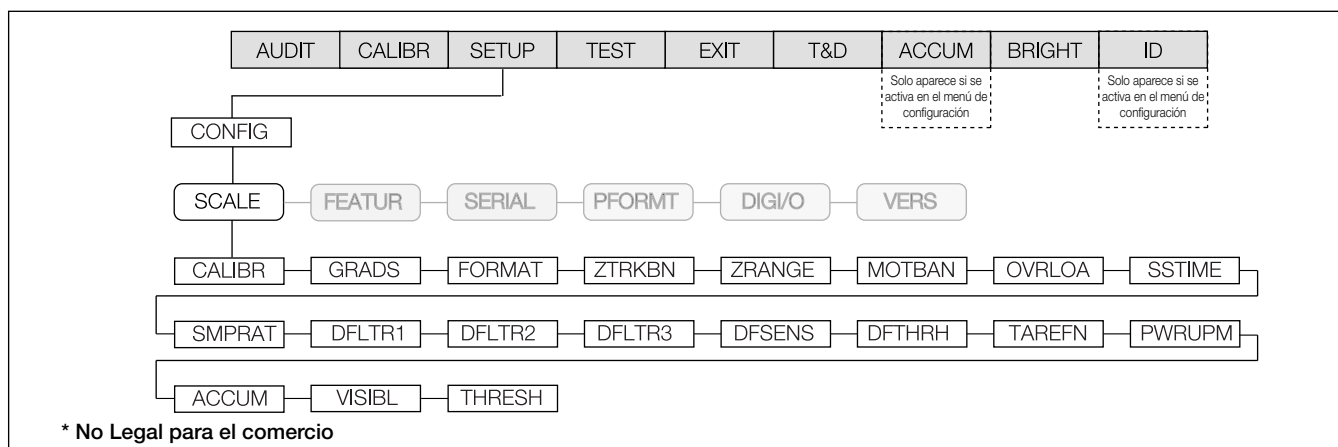 AUDIT CALIBR SETUP TEST EXIT T&D ACCUM BRIGHT ID
Solo aparece si se
activa en el menú de
configuración
Solo aparece si se
activa en el menú de
configuración
CONFIG
SCALE FEATUR SERIAL PFORMT DIGI/O VERS
CALIBR GRADS FORMAT ZTRKBN ZRANGE MOTBAN OVRLOA SSTIME
SMPRAT DFLTR1 DFLTR2 DFLTR3 DFSENS DFTHRH TAREFN PWRUPM
ACCUM VISIBL THRESH
* No Legal para el comercio